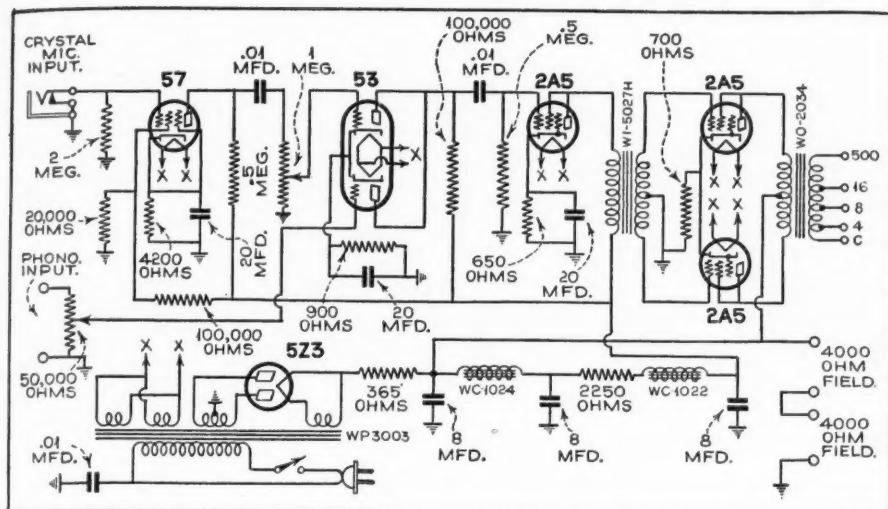 CRYSTAL
MIC.
INPUT.
57
.01
MFD.
1
MEG.
53
100,000
OHMS
.01
MFD.
.5
MEG.
2A5
700
OHMS
2A5
WI-5027H
WO-2034
500
16
8
4
C
2
MEG.
20,000
OHMS
PHONO.
INPUT.
50,000
OHMS
4200
OHMS
20
MFD.
.5 MEG.
100,000
OHMS
900
OHMS
20
MFD.
650
OHMS
20
MFD.
2A5
X
X
X
X
X
X
X
X
X
X
X
5Z3
365
OHMS
WC-1024
2250
OHMS
WC-1022
8
MFD.
8
MFD.
8
MFD.
4000
OHM
FIELD.
4000
OHM
FIELD.
WP3003
.01
MFD.